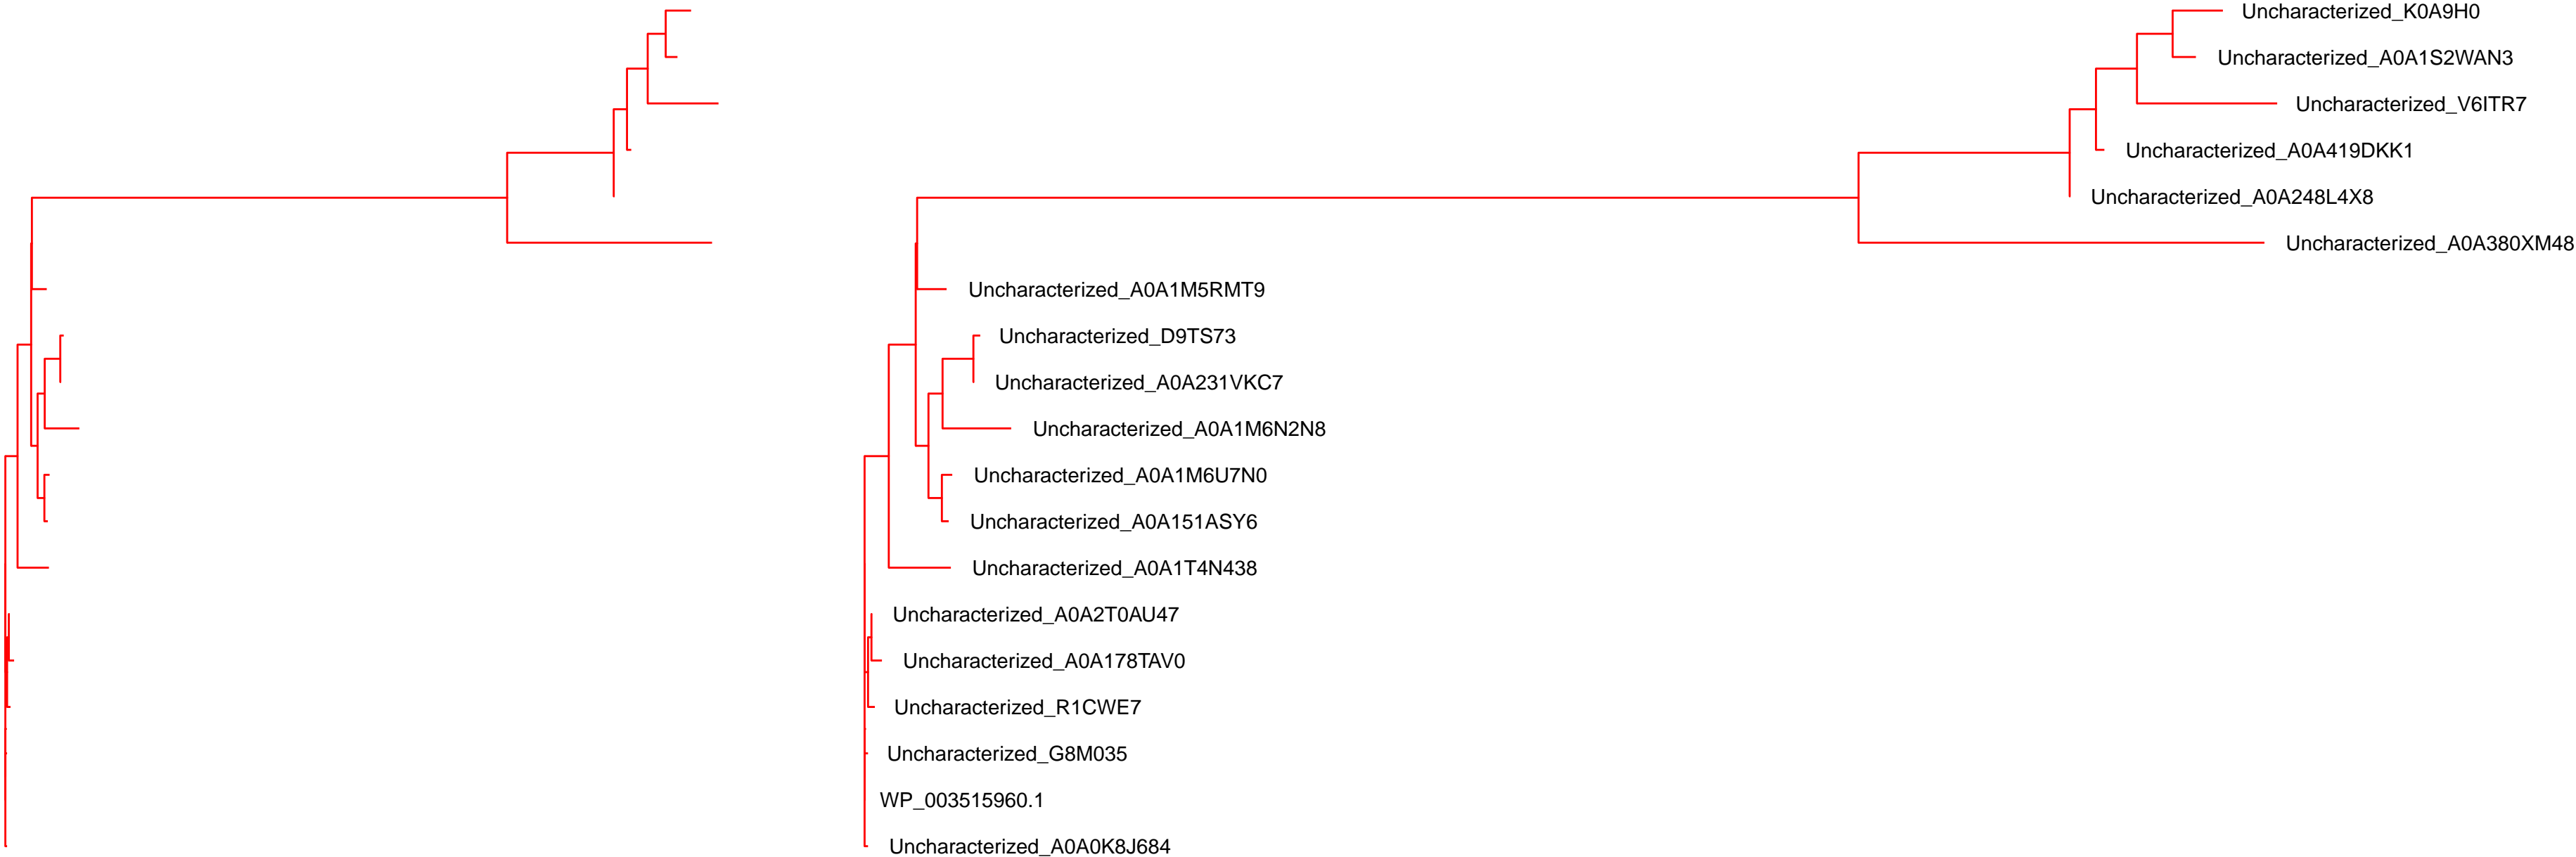 Uncharacterized_K0A9H0
Uncharacterized_A0A1S2WAN3
Uncharacterized_V6ITR7
Uncharacterized_A0A419DKK1
Uncharacterized_A0A248L4X8
Uncharacterized_A0A380XM48
Uncharacterized_A0A1M5RMT9
Uncharacterized_D9TS73
Uncharacterized_A0A231VKC7
Uncharacterized_A0A1M6N2N8
Uncharacterized_A0A1M6U7N0
Uncharacterized_A0A151ASY6
Uncharacterized_A0A1T4N438
Uncharacterized_A0A2T0AU47
Uncharacterized_A0A178TAV0
Uncharacterized_R1CWE7
Uncharacterized_G8M035
WP_003515960.1
Uncharacterized_A0A0K8J684